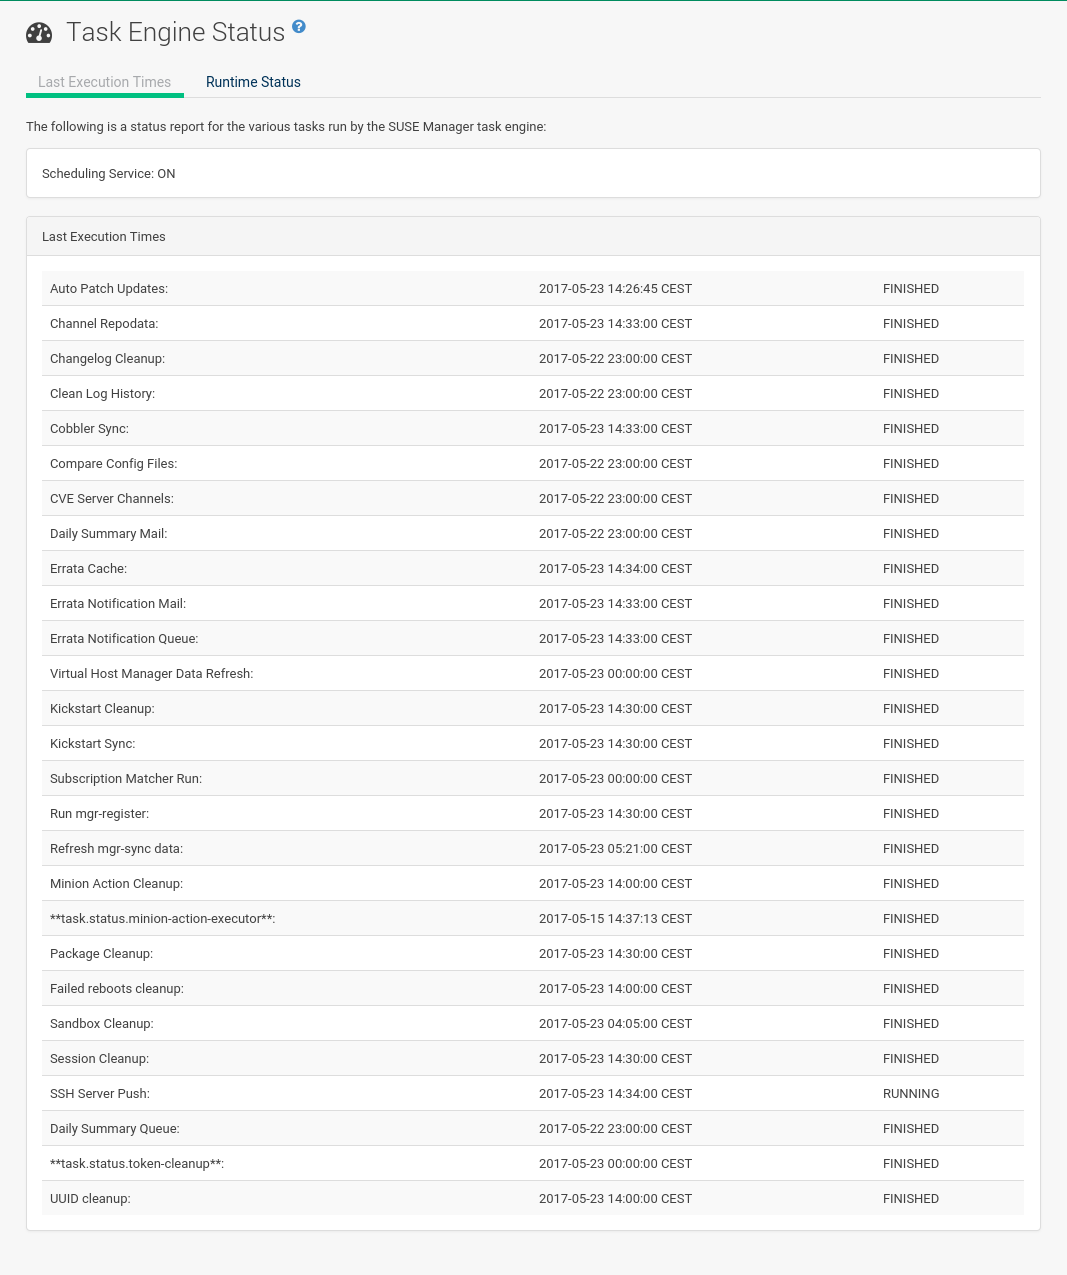 Task Engine Status ?
Last Execution Times Runtime Status
The following is a status report for the various tasks run by the SUSE Manager task engine:
Scheduling Service: ON
Last Execution Times
Auto Patch Updates: 2017-05-23 14:26:45 CEST FINISHED
Channel Repodata: 2017-05-23 14:33:00 CEST FINISHED
Changelog Cleanup: 2017-05-22 23:00:00 CEST FINISHED
Clean Log History: 2017-05-22 23:00:00 CEST FINISHED
Cobbler Sync: 2017-05-23 14:33:00 CEST FINISHED
Compare Config Files: 2017-05-22 23:00:00 CEST FINISHED
CVE Server Channels: 2017-05-22 23:00:00 CEST FINISHED
Daily Summary Mail: 2017-05-22 23:00:00 CEST FINISHED
Errata Cache: 2017-05-23 14:34:00 CEST FINISHED
Errata Notification Mail: 2017-05-23 14:33:00 CEST FINISHED
Errata Notification Queue: 2017-05-23 14:33:00 CEST FINISHED
Virtual Host Manager Data Refresh: 2017-05-23 00:00:00 CEST FINISHED
Kickstart Cleanup: 2017-05-23 14:30:00 CEST FINISHED
Kickstart Sync: 2017-05-23 14:30:00 CEST FINISHED
Subscription Matcher Run: 2017-05-23 00:00:00 CEST FINISHED
Run mgr-register: 2017-05-23 14:30:00 CEST FINISHED
Refresh mgr-sync data: 2017-05-23 05:21:00 CEST FINISHED
Minion Action Cleanup: 2017-05-23 14:00:00 CEST FINISHED
**task.status.minion-action-executor**: 2017-05-15 14:37:13 CEST FINISHED
Package Cleanup: 2017-05-23 14:30:00 CEST FINISHED
Failed reboots cleanup: 2017-05-23 14:00:00 CEST FINISHED
Sandbox Cleanup: 2017-05-23 04:05:00 CEST FINISHED
Session Cleanup: 2017-05-23 14:30:00 CEST FINISHED
SSH Server Push: 2017-05-23 14:34:00 CEST RUNNING
Daily Summary Queue: 2017-05-22 23:00:00 CEST FINISHED
**task.status.token-cleanup**: 2017-05-23 00:00:00 CEST FINISHED
UUID cleanup: 2017-05-23 14:00:00 CEST FINISHED